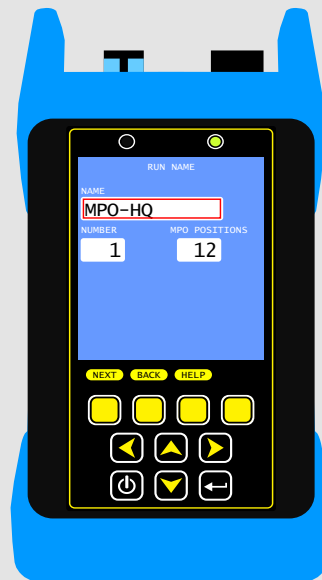 RUN NAME
NAME
MPO-HQ
NUMBER MPO POSITIONS
1 12
NEXT BACK HELP